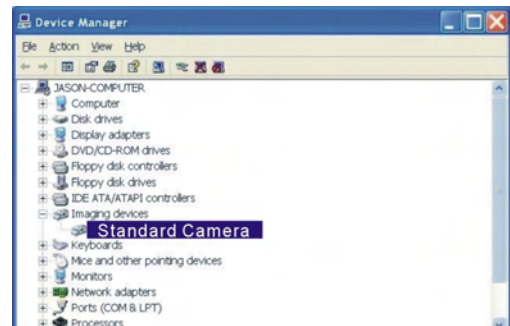 Device Manager
File Action View Help
JASON-COMPUTER
Computer
Disk drives
Display adapters
DVD/CD-ROM drives
Floppy disk controllers
Floppy disk drives
IDE ATA/ATAPI controllers
Imaging devices
Standard Camera
Keyboards
Mice and other pointing devices
Monitors
Network adapters
Ports (COM & LPT)
Processors